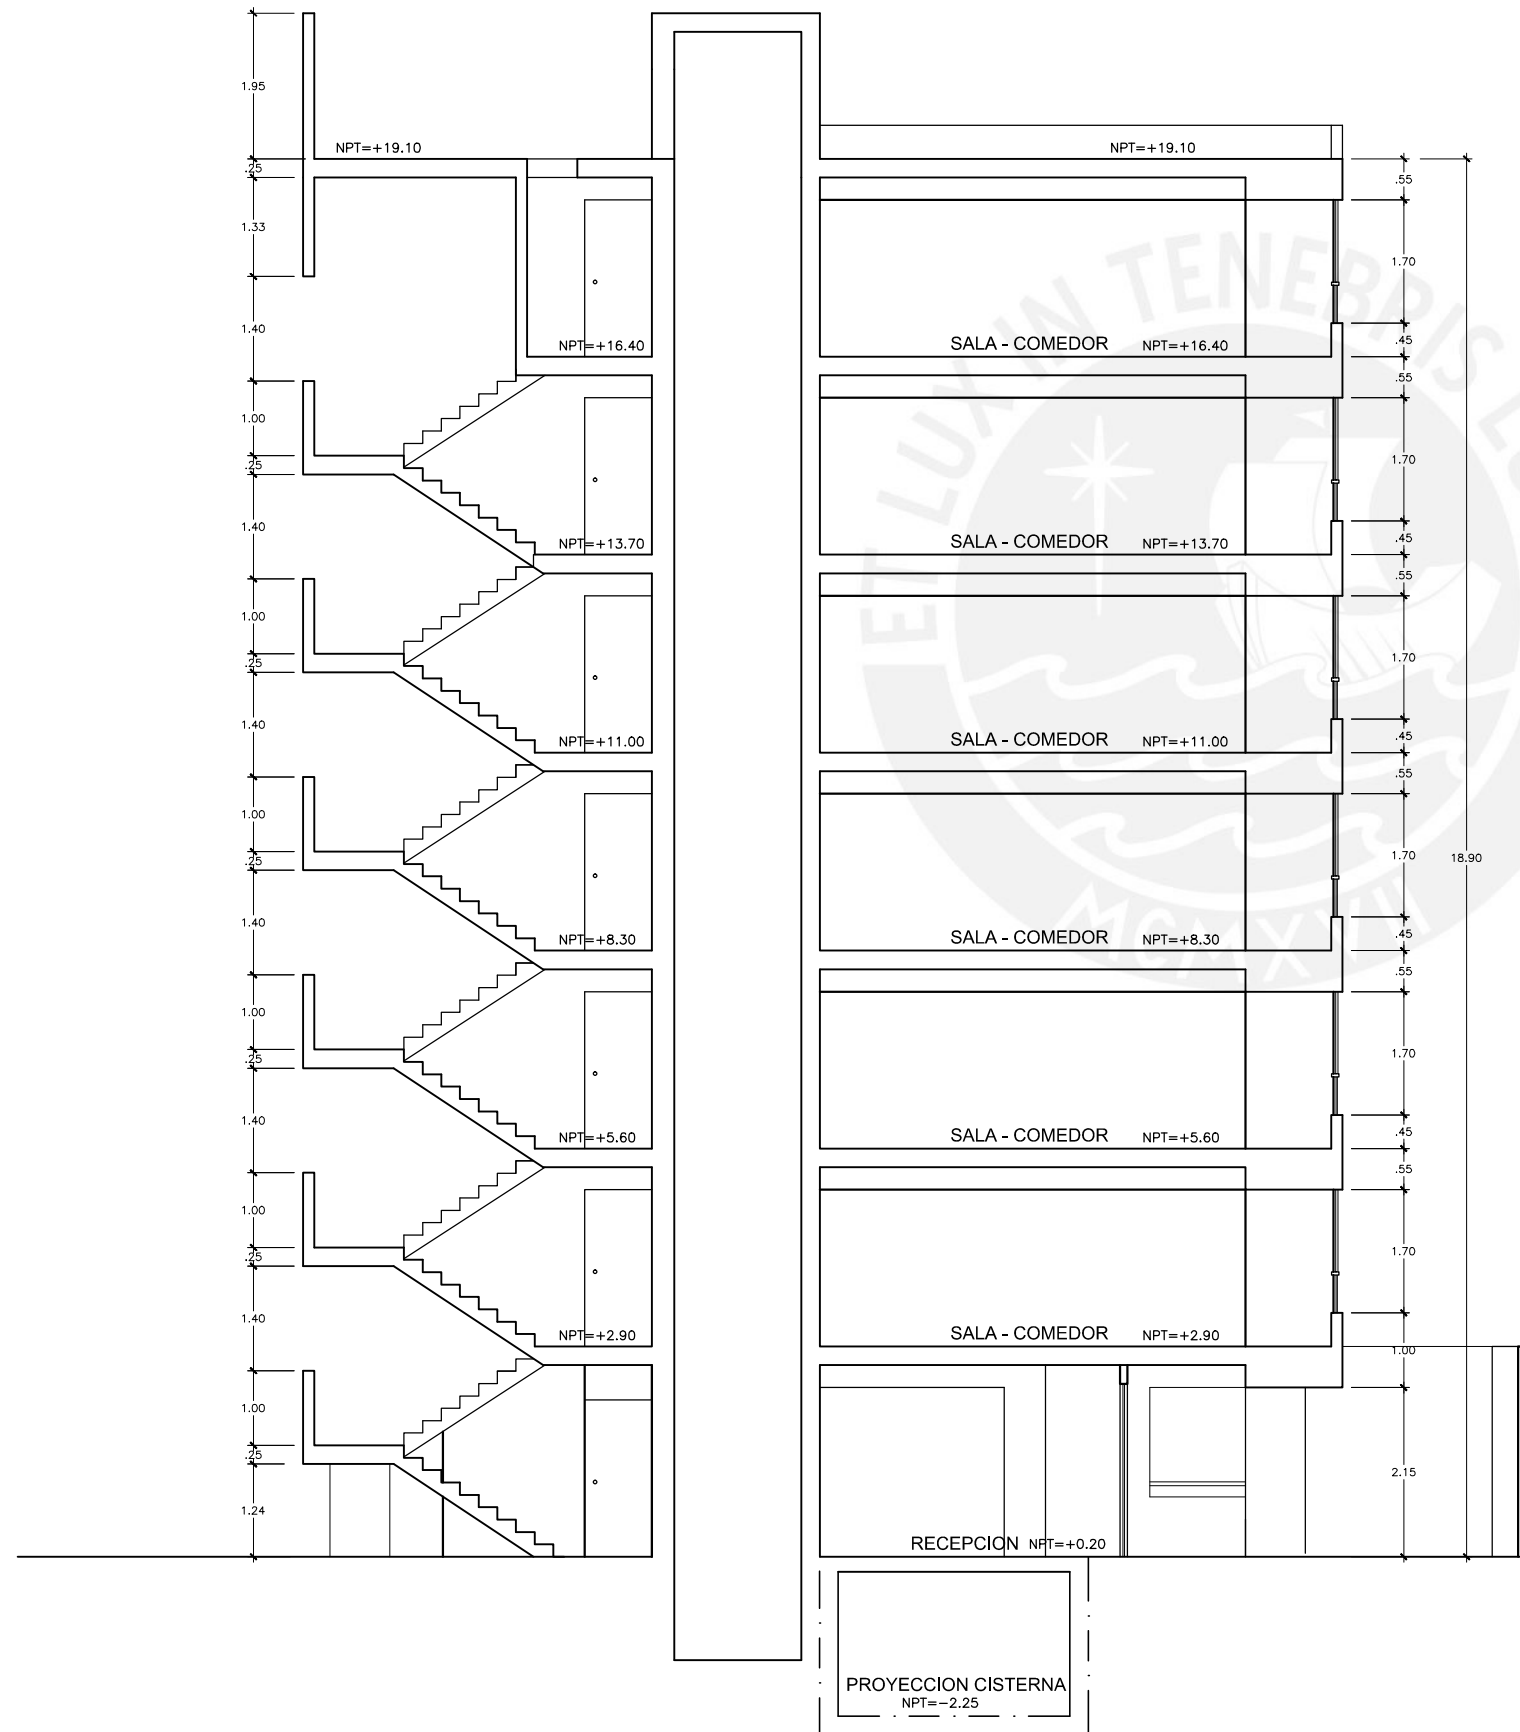 1.95
NPT=+19.10
NPT=+19.10
.25
.55
1.33
1.70
1.40
NPT=+16.40
SALA - COMEDOR NPT=+16.40
.45
.55
1.00
.25
1.70
1.40
NPT=+13.70
SALA - COMEDOR NPT=+13.70
.45
.55
1.00
.25
1.70
1.40
NPT=+11.00
SALA - COMEDOR NPT=+11.00
.45
.55
1.00
.25
1.70
18.90
1.40
NPT=+8.30
SALA - COMEDOR NPT=+8.30
.45
.55
1.00
.25
1.70
1.40
NPT=+5.60
SALA - COMEDOR NPT=+5.60
.45
.55
1.00
.25
1.70
1.40
NPT=+2.90
SALA - COMEDOR NPT=+2.90
1.00
1.00
.25
2.15
1.24
RECEPCION NPT=+0.20
PROYECCION CISTERNA
NPT=-2.25
ET LUX IN TENEBRIS
MCMXVII